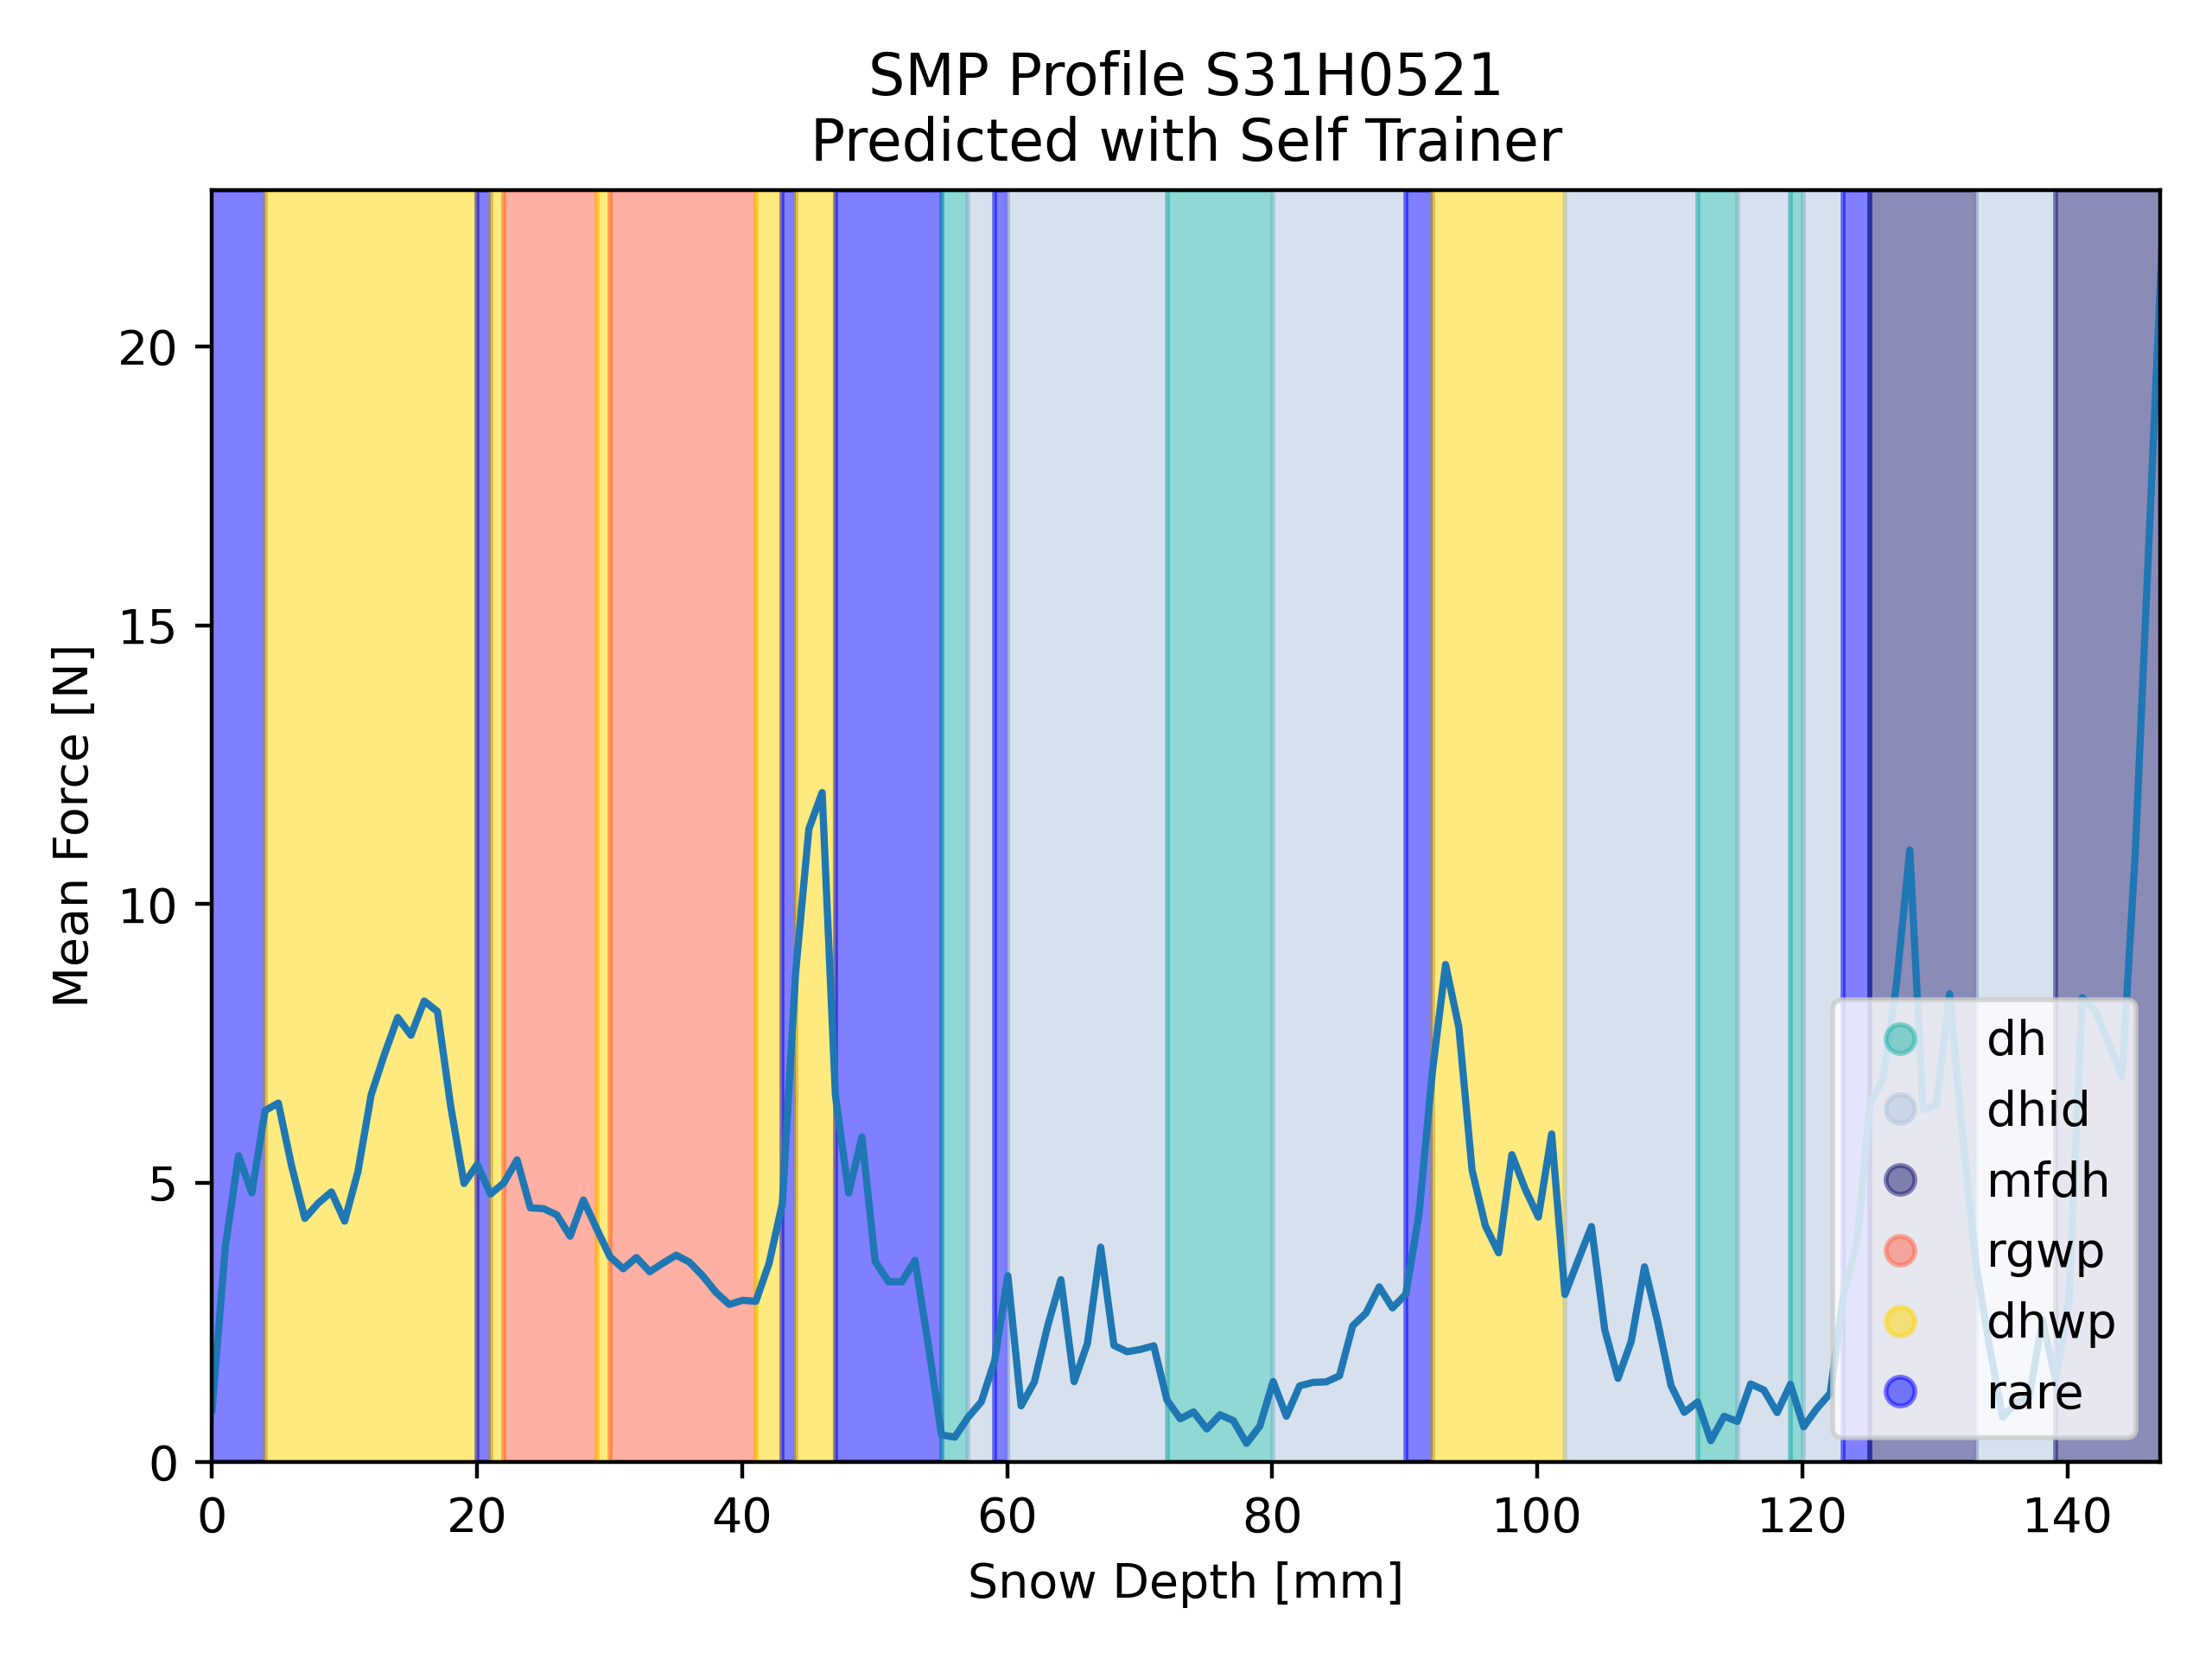 SMP Profile S31H0521
Predicted with Self Trainer
Mean Force [N]
20
15
10
5
0
dh
dhid
mfdh
rgwp
dhwp
rare
0 20 40 60 80 100 120 140
Snow Depth [mm]